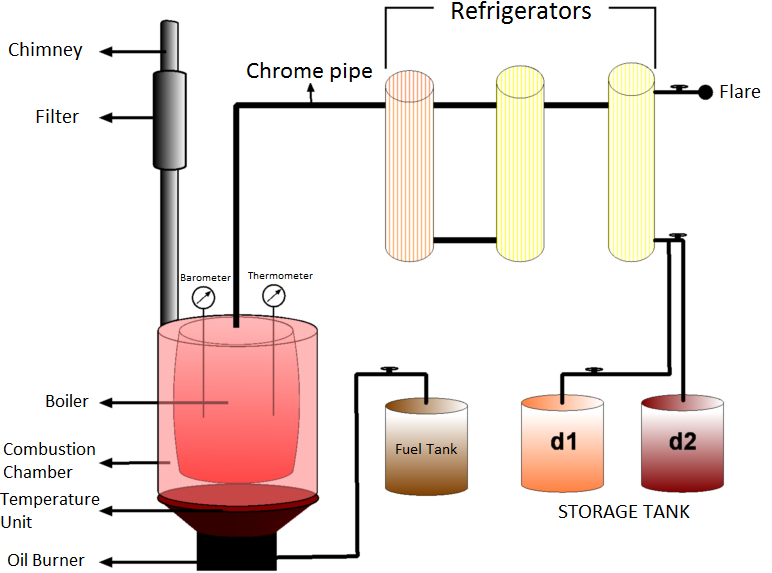 Refrigerators
Chimney
Chrome pipe
Flare
Filter
Barometer
Thermometer
Boiler
Fuel Tank
d1
d2
Combustion
Chamber
Temperature
Unit
STORAGE TANK
Oil Burner